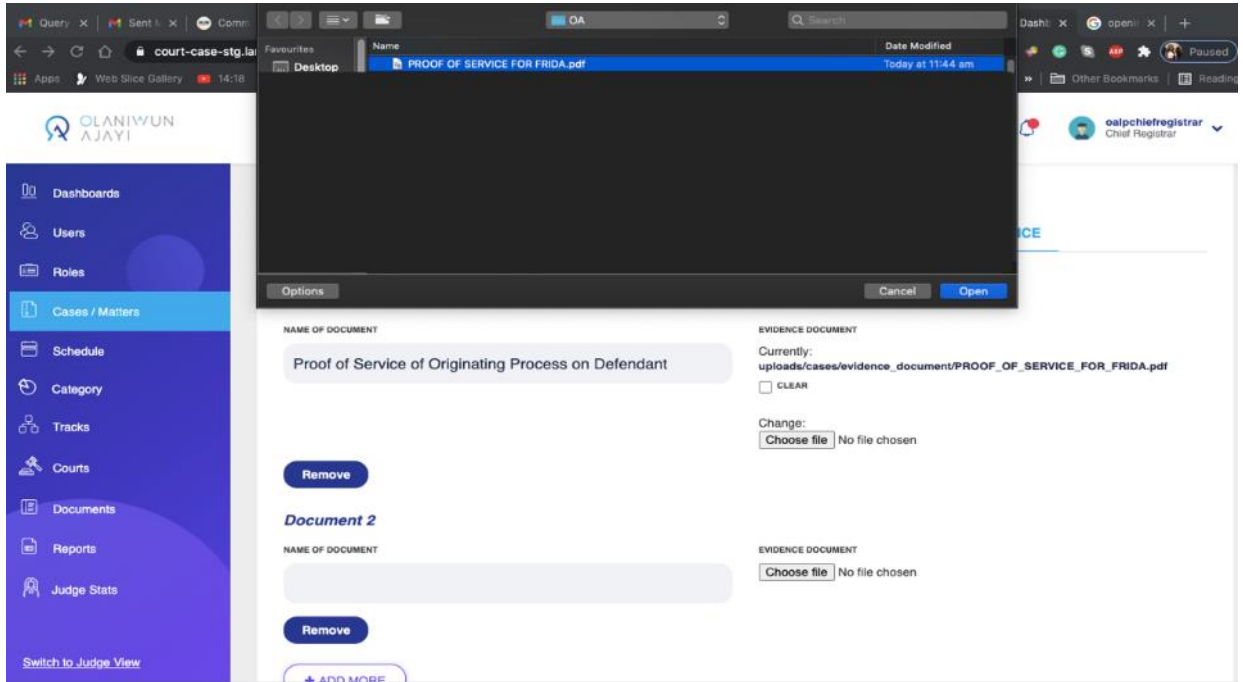 Query
Sent
Comm
OA
Search
Dashb
openi
court-case-stg.la
Paused
Favourites
Desktop
Name
Date Modified
PROOF OF SERVICE FOR FRIDA.pdf
Today at 11:44 am
Apps
Web Slice Gallery
14:18
Other Bookmarks
Reading
Options
Cancel
Open
OLANIWUN
AJAYI
oalpchiefregistrar
Chief Registrar
Dashboards
Users
Roles
Cases / Matters
Schedule
Category
Tracks
Courts
Documents
Reports
Judge Stats
Switch to Judge View
ICE
NAME OF DOCUMENT
EVIDENCE DOCUMENT
Proof of Service of Originating Process on Defendant
Currently:
uploads/cases/evidence_document/PROOF_OF_SERVICE_FOR_FRIDA.pdf
CLEAR
Change:
Choose file No file chosen
Remove
Document 2
NAME OF DOCUMENT
EVIDENCE DOCUMENT
Choose file No file chosen
Remove
+ ADD MORE